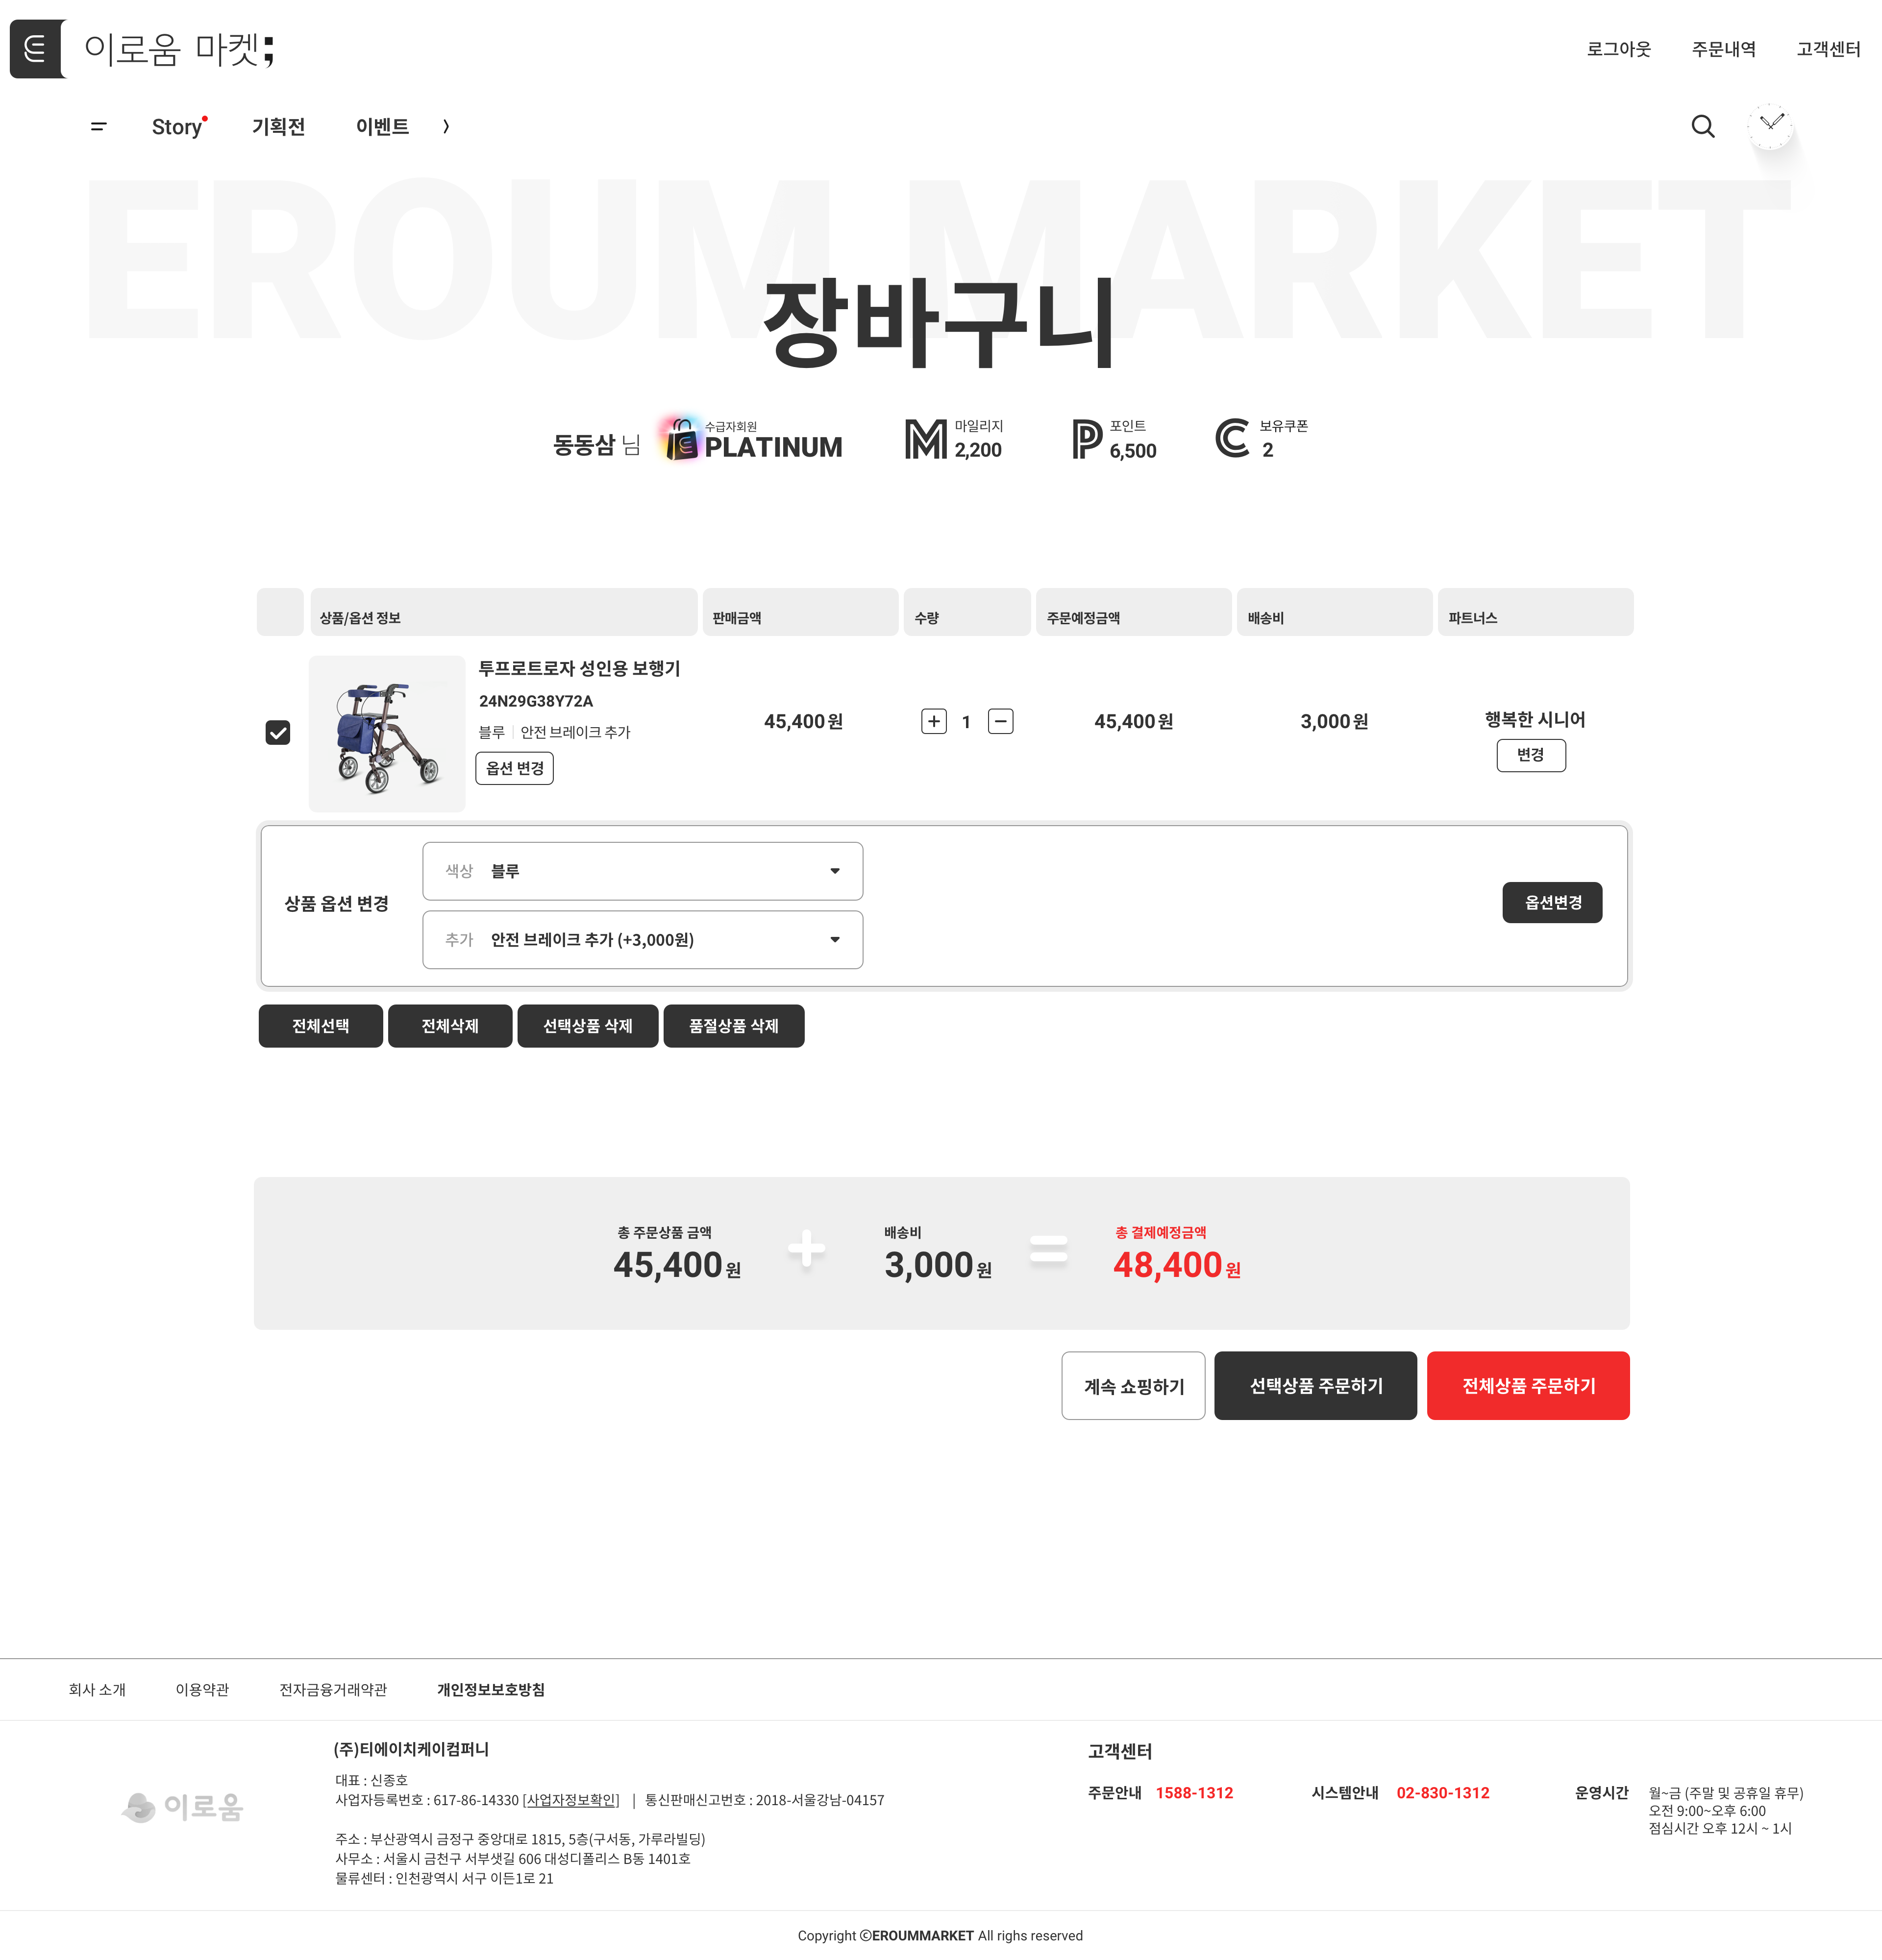 이로움 마켓;
로그아웃 주문내역 고객센터
Story 기획전 이벤트
EROUM MARKET
장바구니
동동삼 님
수급자회원
PLATINUM
마일리지
2,200
포인트
6,500
보유쿠폰
2
상품/옵션 정보 판매금액 수량 주문예정금액 배송비 파트너스
투프로트로자 성인용 보행기
24N29G38Y72A
블루 | 안전 브레이크 추가
옵션 변경
45,400원
1
45,400원
3,000원
행복한 시니어
변경
상품 옵션 변경
색상 블루
추가 안전 브레이크 추가 (+3,000원)
옵션변경
전체선택 전체삭제 선택상품 삭제 품절상품 삭제
총 주문상품 금액
45,400원
배송비
3,000원
총 결제예정금액
48,400원
계속 쇼핑하기 선택상품 주문하기 전체상품 주문하기
회사 소개 이용약관 전자금융거래약관 개인정보보호방침
이로움
(주)티에이치케이컴퍼니
대표 : 신종호
사업자등록번호 : 617-86-14330 [사업자정보확인] | 통신판매신고번호 : 2018-서울강남-04157
주소 : 부산광역시 금정구 중앙대로 1815, 5층(구서동, 가루라빌딩)
사무소 : 서울시 금천구 서부샛길 606 대성디폴리스 B동 1401호
물류센터 : 인천광역시 서구 이든1로 21
고객센터
주문안내 1588-1312
시스템안내 02-830-1312
운영시간 월~금 (주말 및 공휴일 휴무)
오전 9:00~오후 6:00
점심시간 오후 12시 ~ 1시
Copyright ©EROUMMARKET All righs reserved